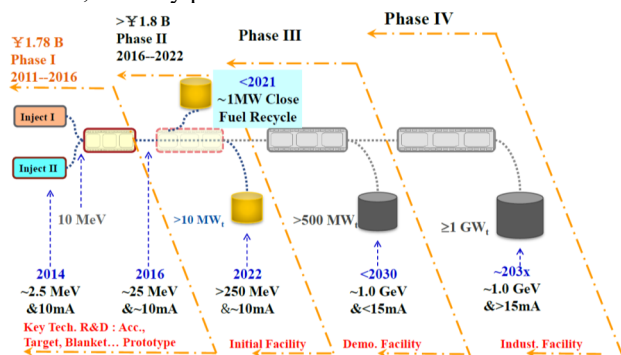 >￥1.8 B
Phase II
2016--2022
Phase III
Phase IV
￥1.78 B
Phase I
2011--2016
<2021
~1MW Close
Fuel Recycle
Inject I
Inject II
10 MeV
>10 MWt
>500 MWt
≥1 GWt
2014
~2.5 MeV
&10mA
2016
~25 MeV
&~10mA
2022
>250 MeV
&~10mA
<2030
~1.0 GeV
&<15mA
~203x
~1.0 GeV
&>15mA
Key Tech. R&D : Acc.,
Target, Blanket… Prototype
Initial Facility
Demo. Facility
Indust. Facility